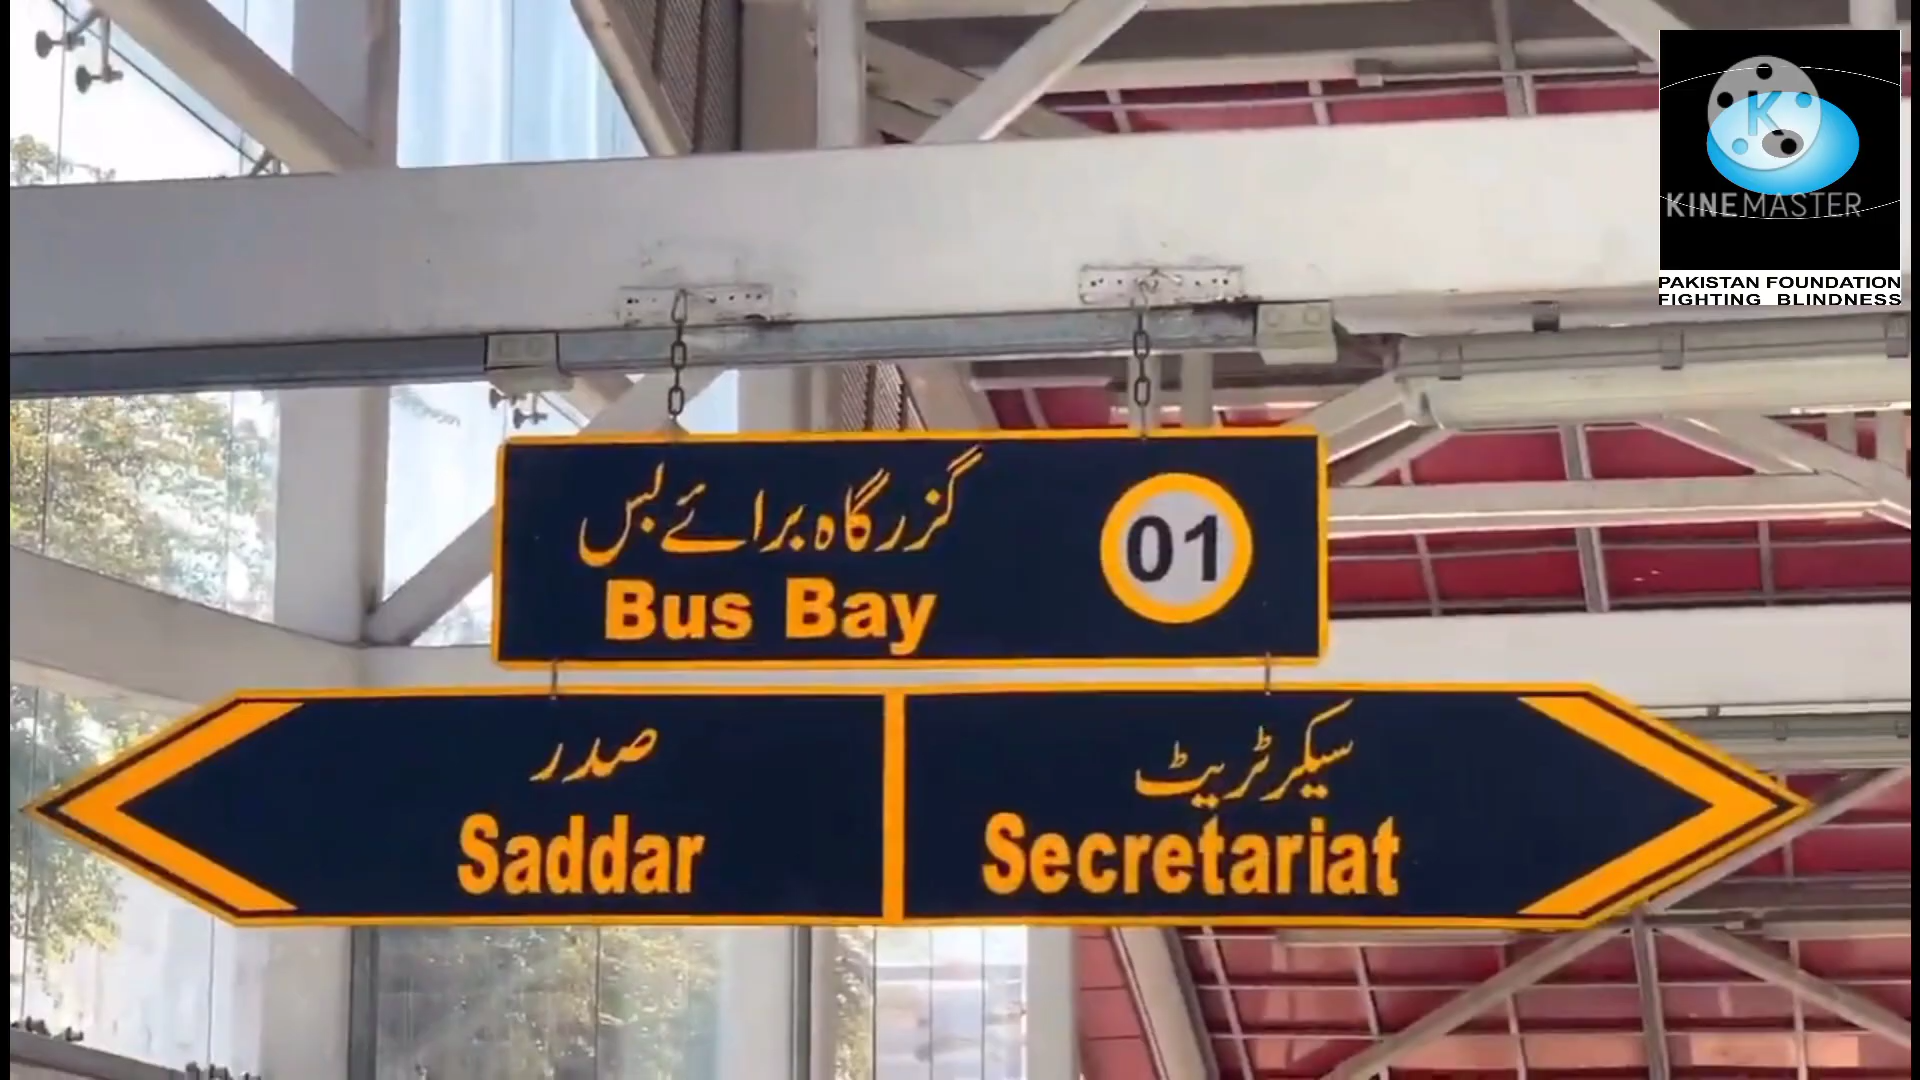 KINEMASTER
PAKISTAN FOUNDATION
FIGHTING BLINDNESS
گزرگاہ برائے بس
Bus Bay
01
صدر
Saddar
سیکرٹریٹ
Secretariat